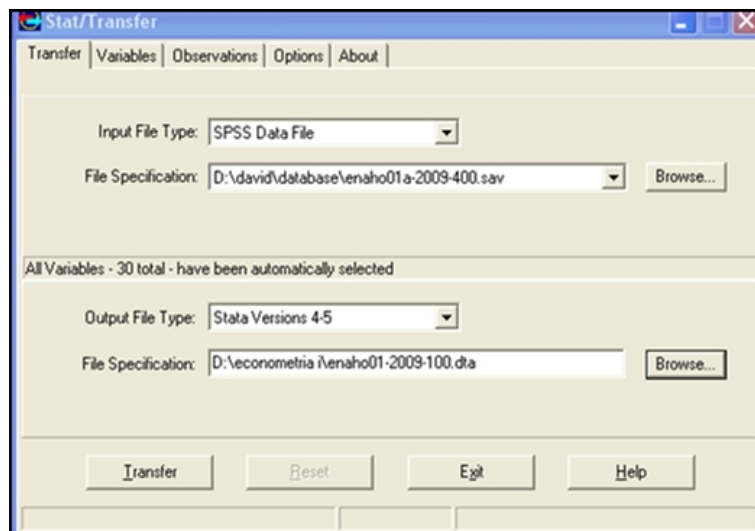 Stat/Transfer
Transfer Variables Observations Options About
Input File Type: SPSS Data File
File Specification: D:\david\database\enaho01a-2009-400.sav Browse...
All Variables - 30 total - have been automatically selected
Output File Type: Stata Versions 4-5
File Specification: D:\econometria i\enaho01-2009-100.dta Browse...
Transfer Reset Exit Help